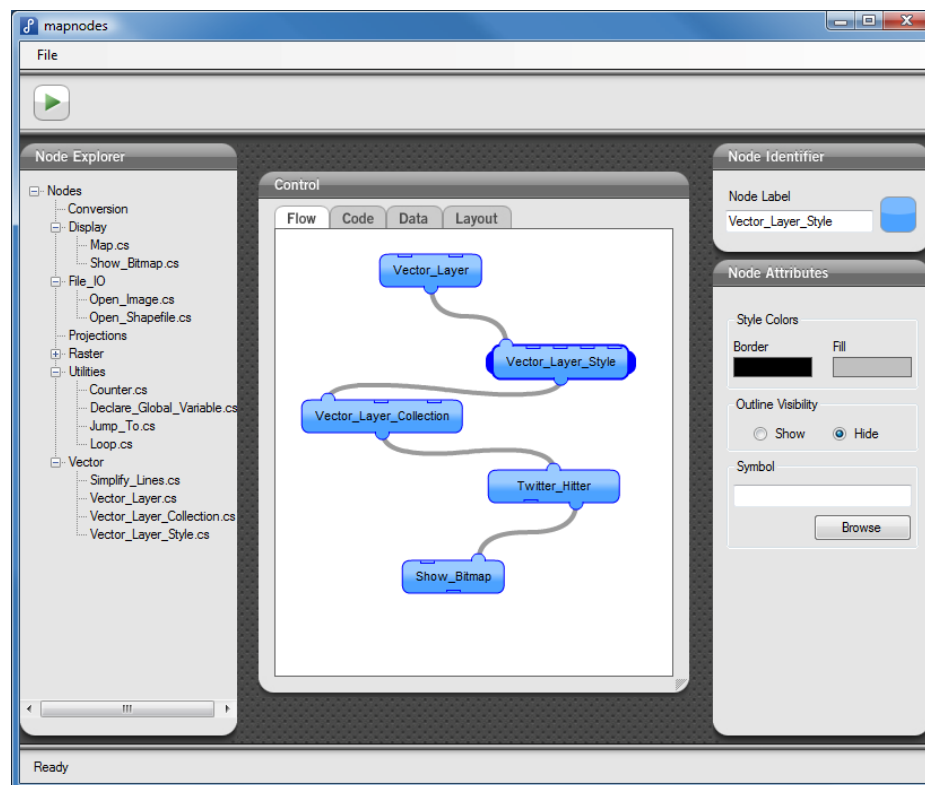 mapnodes
File
Node Explorer
Nodes
Conversion
Display
Map.cs
Show_Bitmap.cs
File_IO
Open_Image.cs
Open_Shapefile.cs
Projections
Raster
Utilities
Counter.cs
Declare_Global_Variable.cs
Jump_To.cs
Loop.cs
Vector
Simplify_Lines.cs
Vector_Layer.cs
Vector_Layer_Collection.cs
Vector_Layer_Style.cs
Control
Flow Code Data Layout
Vector_Layer
Vector_Layer_Style
Vector_Layer_Collection
Twitter_Hitter
Show_Bitmap
Node Identifier
Node Label
Vector_Layer_Style
Node Attributes
Style Colors
Border Fill
Outline Visibility
Show Hide
Symbol
Browse
Ready